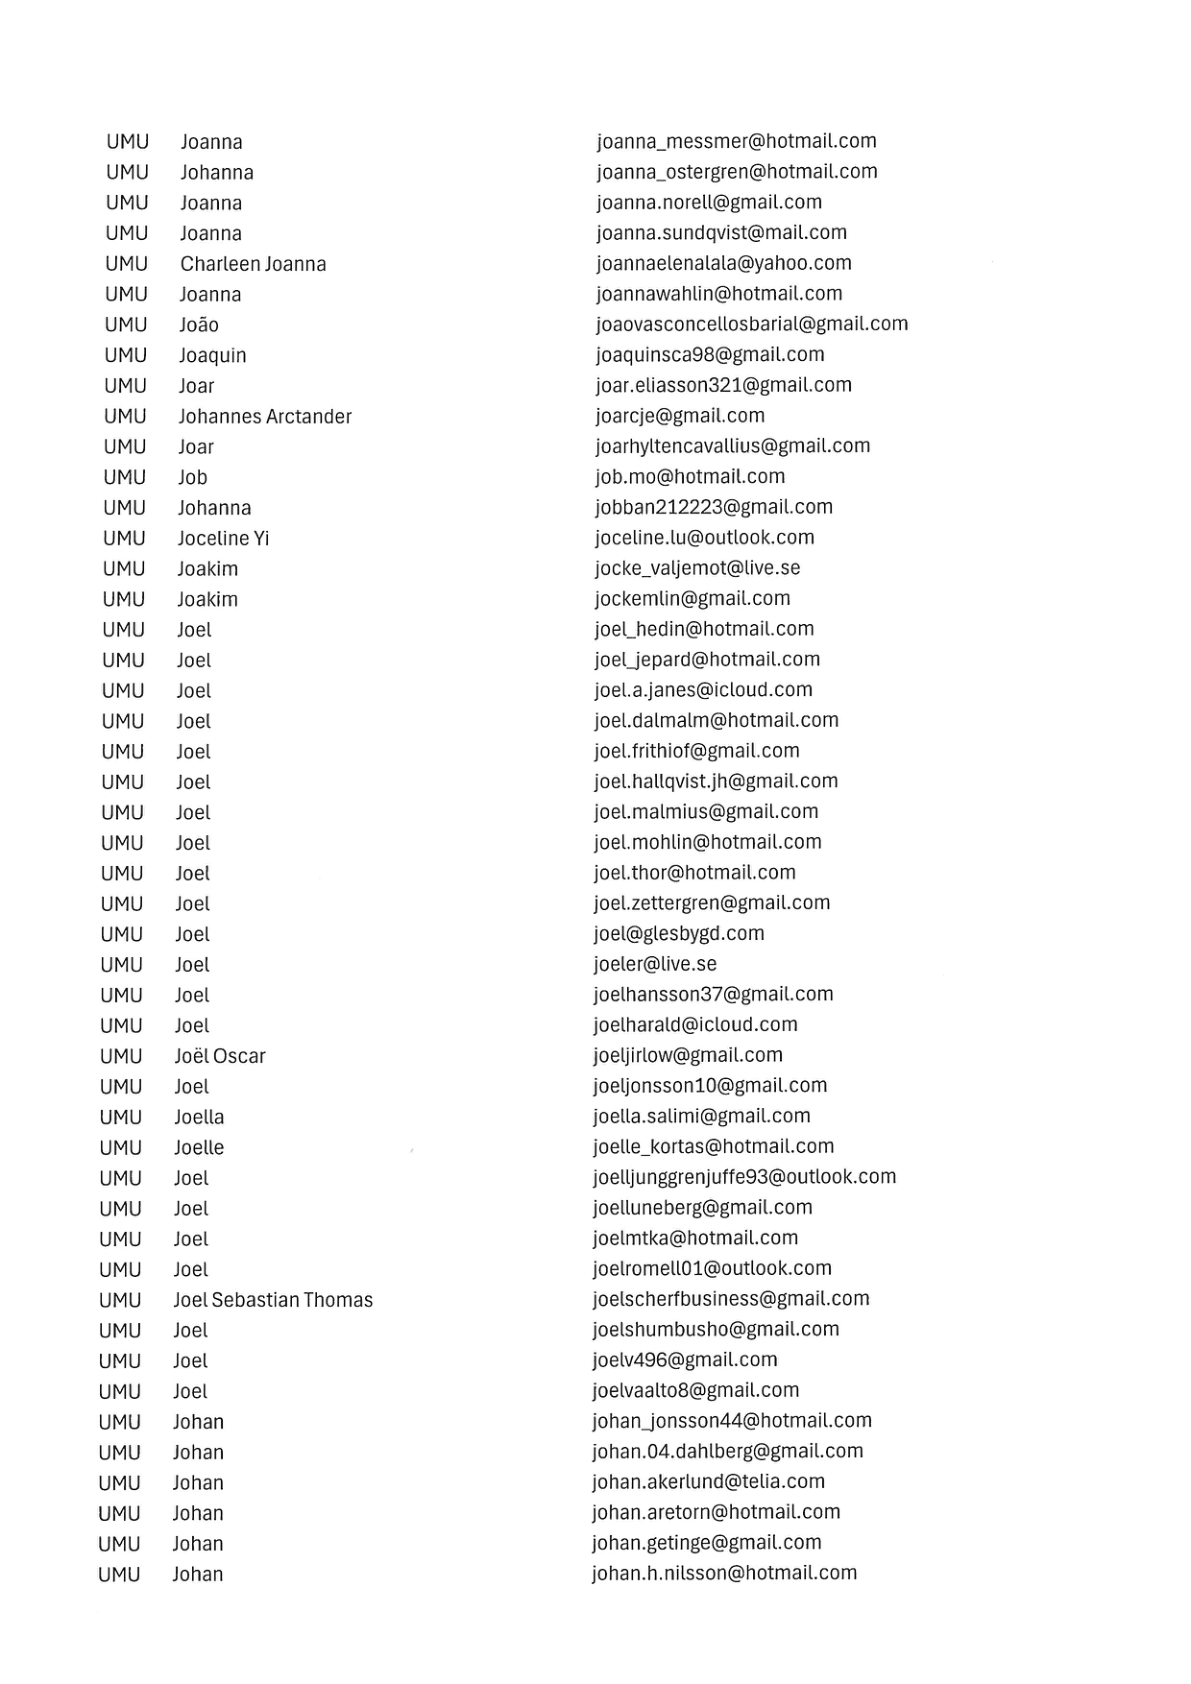 UMU Joanna joanna_messmer@hotmail.com
UMU Johanna joanna_ostergren@hotmail.com
UMU Joanna joanna.norell@gmail.com
UMU Joanna joanna.sundqvist@mail.com
UMU Charleen Joanna joannaelenalala@yahoo.com
UMU Joanna joannawahlin@hotmail.com
UMU João joaovasconcellosbarial@gmail.com
UMU Joaquin joaquinsca98@gmail.com
UMU Joar joar.eliasson321@gmail.com
UMU Johannes Arctander joarcje@gmail.com
UMU Joar joarhyltencavallius@gmail.com
UMU Job job.mo@hotmail.com
UMU Johanna jobban212223@gmail.com
UMU Joceline Yi joceline.lu@outlook.com
UMU Joakim jocke_valjemot@live.se
UMU Joakim jockemlin@gmail.com
UMU Joel joel_hedin@hotmail.com
UMU Joel joel_jepard@hotmail.com
UMU Joel joel.a.janes@icloud.com
UMU Joel joel.dalmalm@hotmail.com
UMU Joel joel.frithiof@gmail.com
UMU Joel joel.hallqvist.jh@gmail.com
UMU Joel joel.malmius@gmail.com
UMU Joel joel.mohlin@hotmail.com
UMU Joel joel.thor@hotmail.com
UMU Joel joel.zettergren@gmail.com
UMU Joel joel@glesbygd.com
UMU Joel joeler@live.se
UMU Joel joelhansson37@gmail.com
UMU Joel joelharald@icloud.com
UMU Joël Oscar joeljirlow@gmail.com
UMU Joel joeljonsson10@gmail.com
UMU Joella joella.salimi@gmail.com
UMU Joelle joelle_kortas@hotmail.com
UMU Joel joelljunggrenjuffe93@outlook.com
UMU Joel joelluneberg@gmail.com
UMU Joel joelmtka@hotmail.com
UMU Joel joelromell01@outlook.com
UMU Joel Sebastian Thomas joelscherfbusiness@gmail.com
UMU Joel joelshumbusho@gmail.com
UMU Joel joelv496@gmail.com
UMU Joel joelvaalto8@gmail.com
UMU Johan johan_jonsson44@hotmail.com
UMU Johan johan.04.dahlberg@gmail.com
UMU Johan johan.akerlund@telia.com
UMU Johan johan.aretorn@hotmail.com
UMU Johan johan.getinge@gmail.com
UMU Johan johan.h.nilsson@hotmail.com